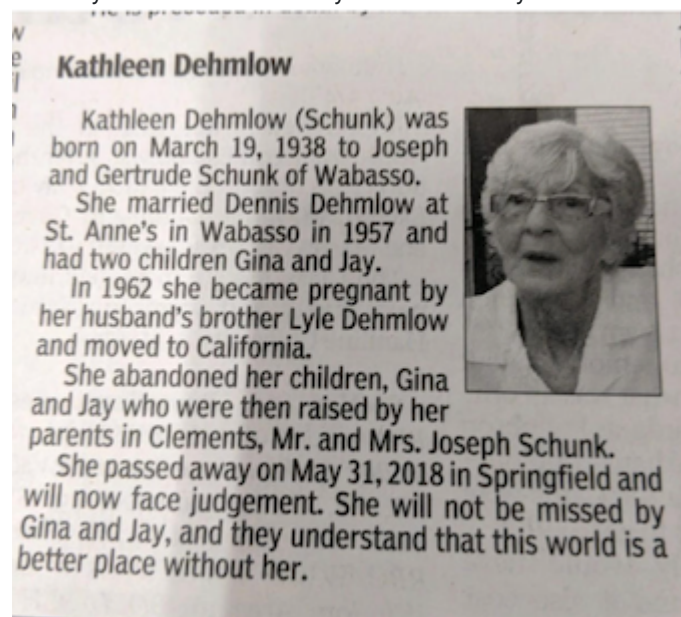 Kathleen Dehmlow
Kathleen Dehmlow (Schunk) was
born on March 19, 1938 to Joseph
and Gertrude Schunk of Wabasso.
She married Dennis Dehmlow at
St. Anne's in Wabasso in 1957 and
had two children Gina and Jay.
In 1962 she became pregnant by
her husband's brother Lyle Dehmlow
and moved to California.
She abandoned her children, Gina
and Jay who were then raised by her
parents in Clements, Mr. and Mrs. Joseph Schunk.
She passed away on May 31, 2018 in Springfield and
will now face judgement. She will not be missed by
Gina and Jay, and they understand that this world is a
better place without her.